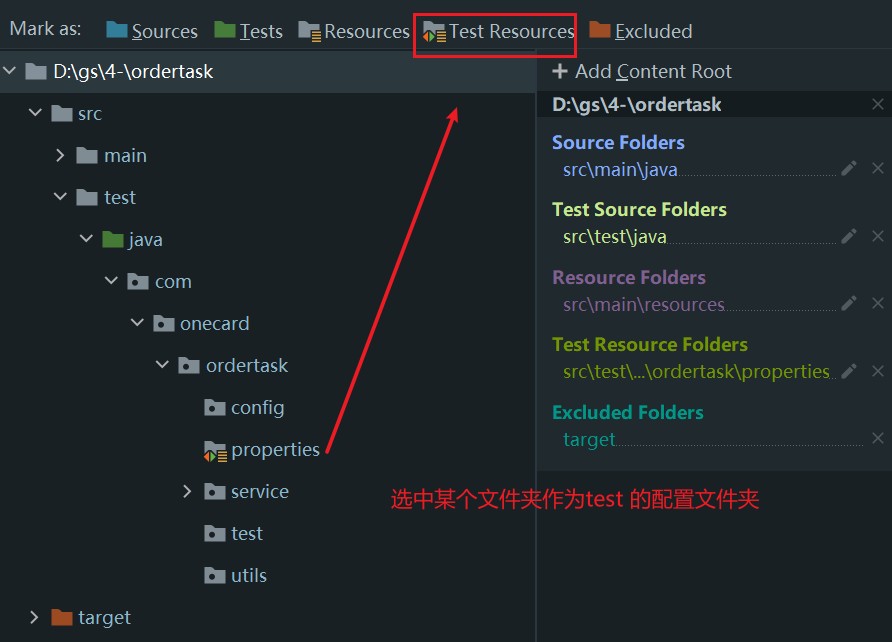 Mark as: Sources Tests Resources Test Resources Excluded
D:\gs\4-\ordertask
src
main
test
java
com
onecard
ordertask
config
properties
service
test
utils
target
Add Content Root
D:\gs\4-\ordertask
Source Folders
src\main\java
Test Source Folders
src\test\java
Resource Folders
src\main\resources
Test Resource Folders
src\test\...\ordertask\properties
Excluded Folders
target
选中某个文件夹作为test 的配置文件夹